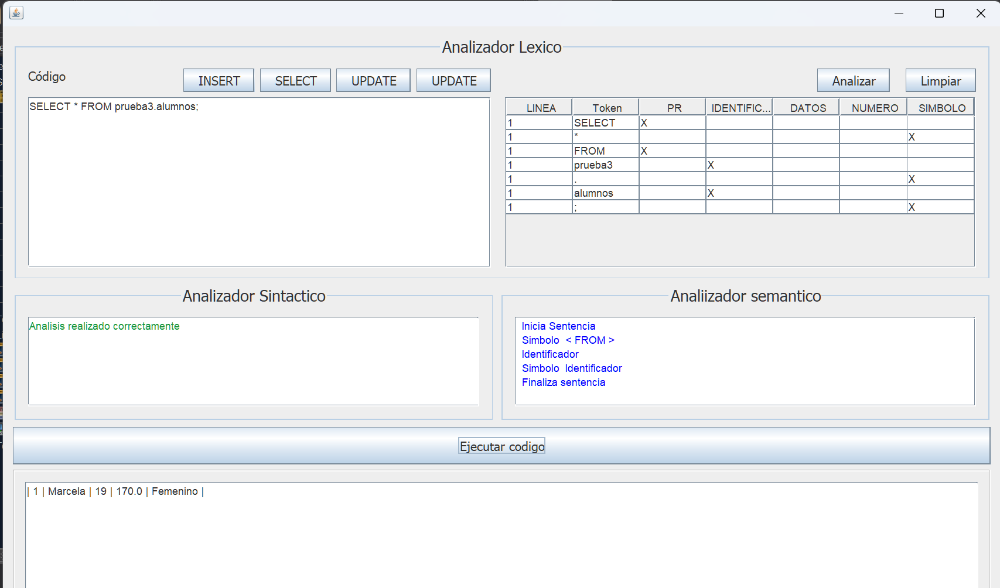 Analizador Lexico
Código
INSERT SELECT UPDATE UPDATE Analizar Limpiar
SELECT * FROM prueba3.alumnos;
LINEA Token PR IDENTIFIC... DATOS NUMERO SIMBOLO
1 SELECT X
1 * X
1 FROM X
1 prueba3 X
1 . X
1 alumnos X
1 ; X
Analizador Sintactico
Analisis realizado correctamente
Analiizador semantico
Inicia Sentencia
Simbolo < FROM >
Identificador
Simbolo Identificador
Finaliza sentencia
Ejecutar codigo
| 1 | Marcela | 19 | 170.0 | Femenino |